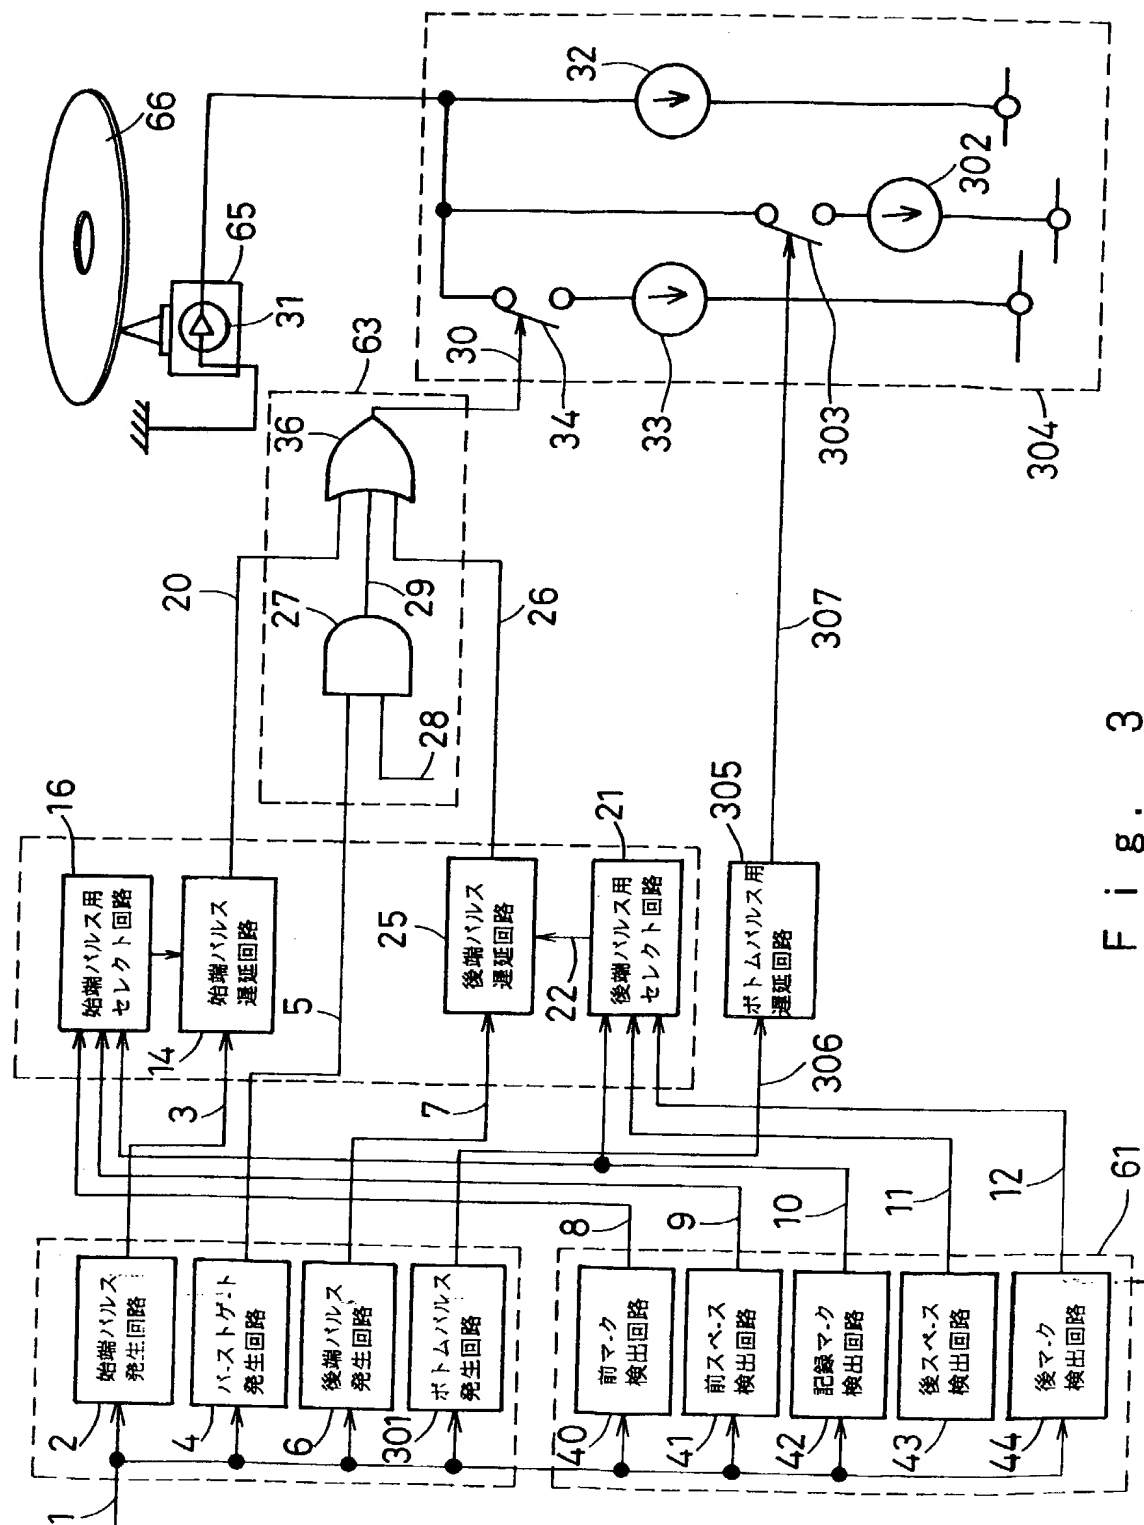 1
2
始端パルス
発生回路
4
バーストゲート
発生回路
6
後端パルス
発生回路
301
ボトムパルス
発生回路
40
前マーク
検出回路
41
前スペース
検出回路
42
記録マーク
検出回路
43
後スペース
検出回路
44
後マーク
検出回路
61
3
5
7
8
9
10
11
12
306
14
始端パルス
遅延回路
16
始端パルス用
セレクト回路
25
後端パルス
遅延回路
22
21
後端パルス用
セレクト回路
305
ボトムパルス用
遅延回路
20
26
27
28
29
36
63
30
307
31
65
66
32
33
34
302
303
304
Fig. 3